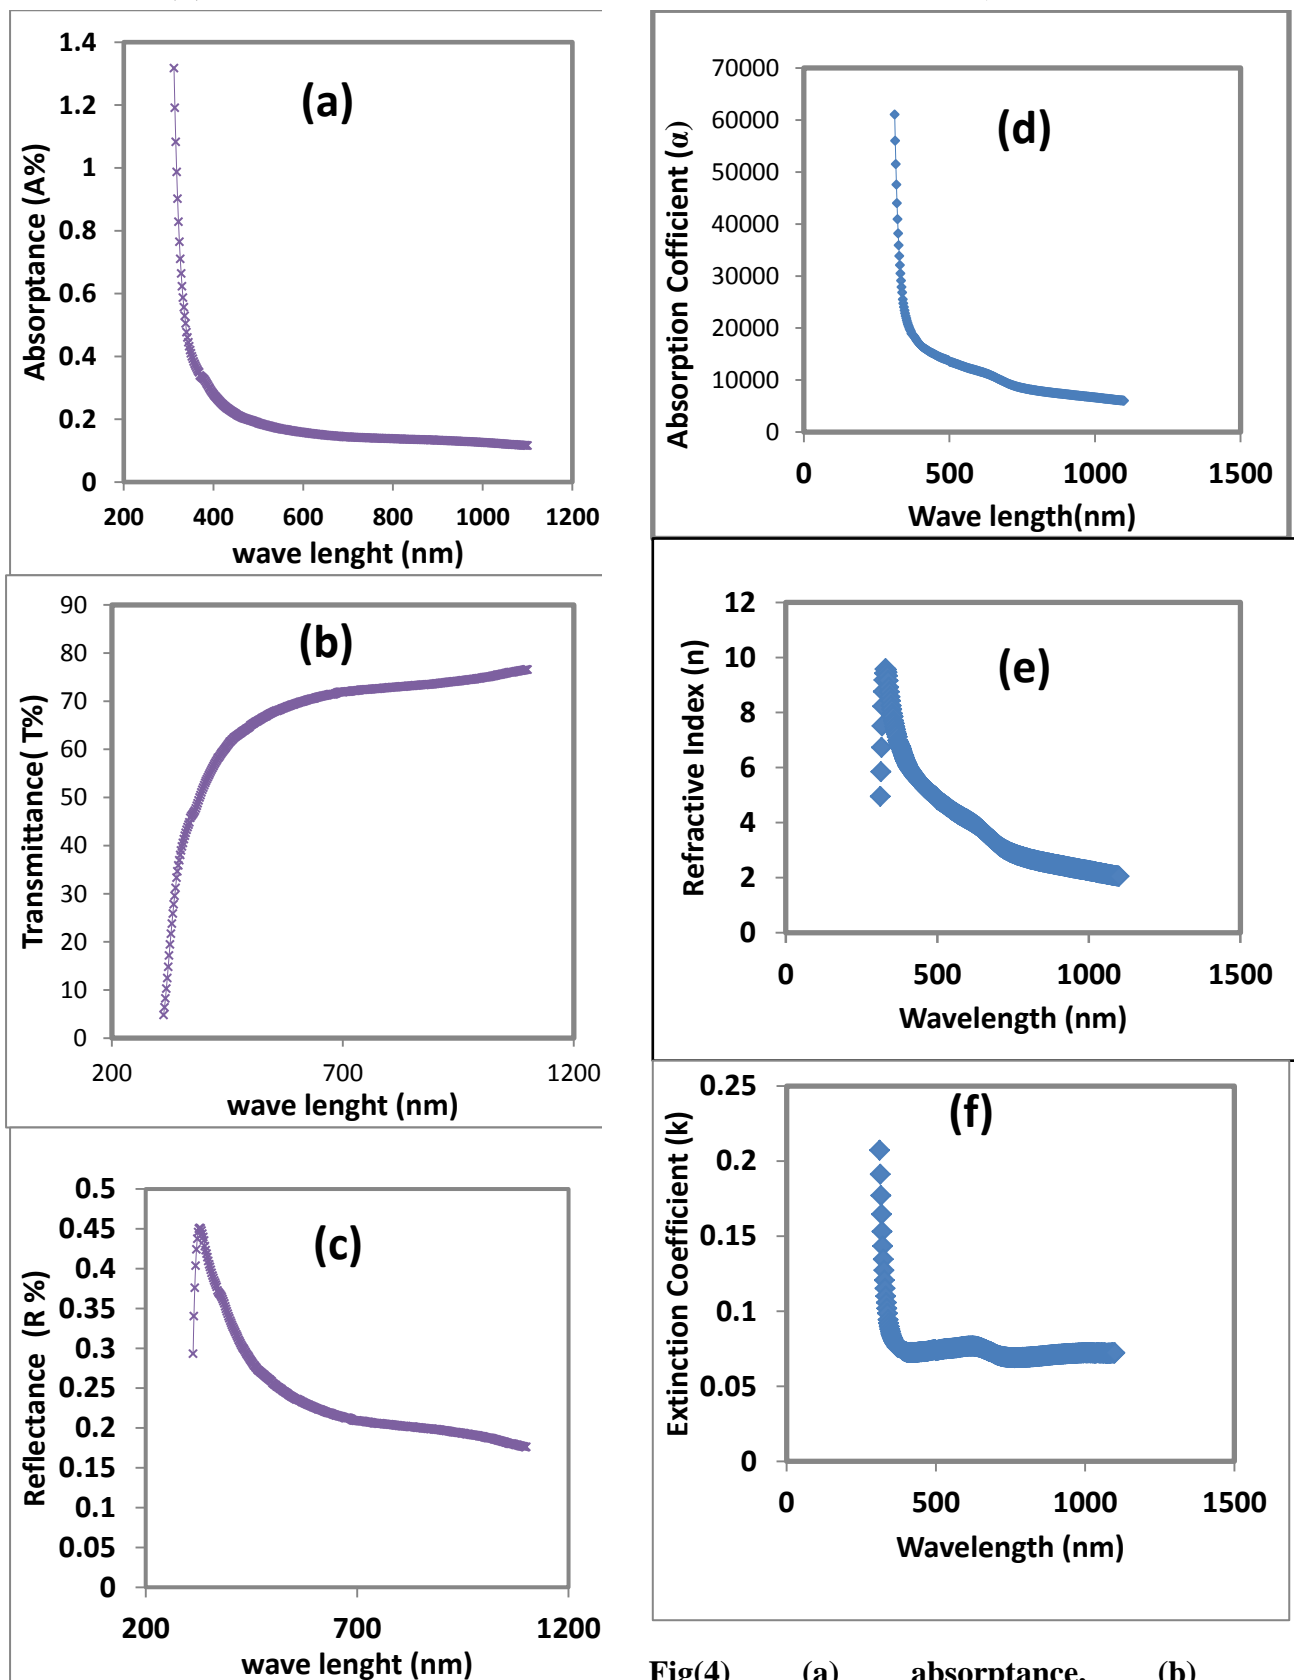 1.4
1.2
1
0.8
0.6
0.4
0.2
0
200 400 600 800 1000 1200
Absorptance (A%)
wave lenght (nm)
(a)
90
80
70
60
50
40
30
20
10
0
200 700 1200
Transmittance( T%)
wave lenght (nm)
(b)
0.5
0.45
0.4
0.35
0.3
0.25
0.2
0.15
0.1
0.05
0
200 700 1200
Reflectance (R %)
wave lenght (nm)
(c)
70000
60000
50000
40000
30000
20000
10000
0
0 500 1000 1500
Absorption Cofficient (α)
Wave length(nm)
(d)
12
10
8
6
4
2
0
0 500 1000 1500
Refractive Index (n)
Wavelength (nm)
(e)
0.25
0.2
0.15
0.1
0.05
0
0 500 1000 1500
Extinction Coefficient (k)
Wavelength (nm)
(f)
Fig(4) (a) absorptance, (b)